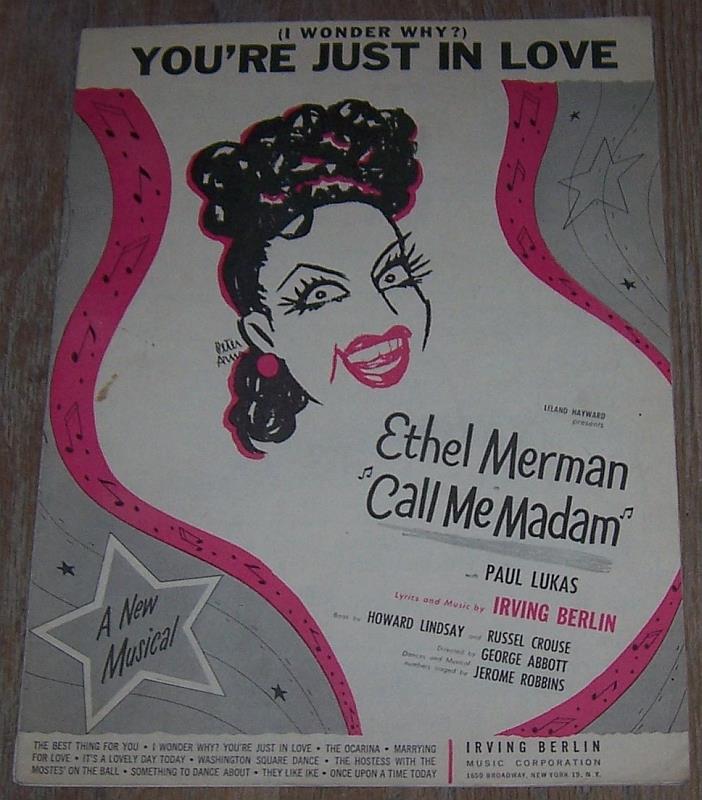 (I WONDER WHY?)
YOU'RE JUST IN LOVE
PETER
ARNO
LELAND HAYWARD
presents
Ethel Merman
"Call Me Madam"
with PAUL LUKAS
Lyrics and Music by IRVING BERLIN
Book by HOWARD LINDSAY and RUSSEL CROUSE
Directed by GEORGE ABBOTT
Dances and Musical
numbers staged by JEROME ROBBINS
A New
Musical
THE BEST THING FOR YOU • I WONDER WHY? YOU'RE JUST IN LOVE • THE OCARINA • MARRYING
FOR LOVE • IT'S A LOVELY DAY TODAY • WASHINGTON SQUARE DANCE • THE HOSTESS WITH THE
MOSTES' ON THE BALL • SOMETHING TO DANCE ABOUT • THEY LIKE IKE • ONCE UPON A TIME TODAY
IRVING BERLIN
MUSIC CORPORATION
1650 BROADWAY, NEW YORK 19, N.Y.